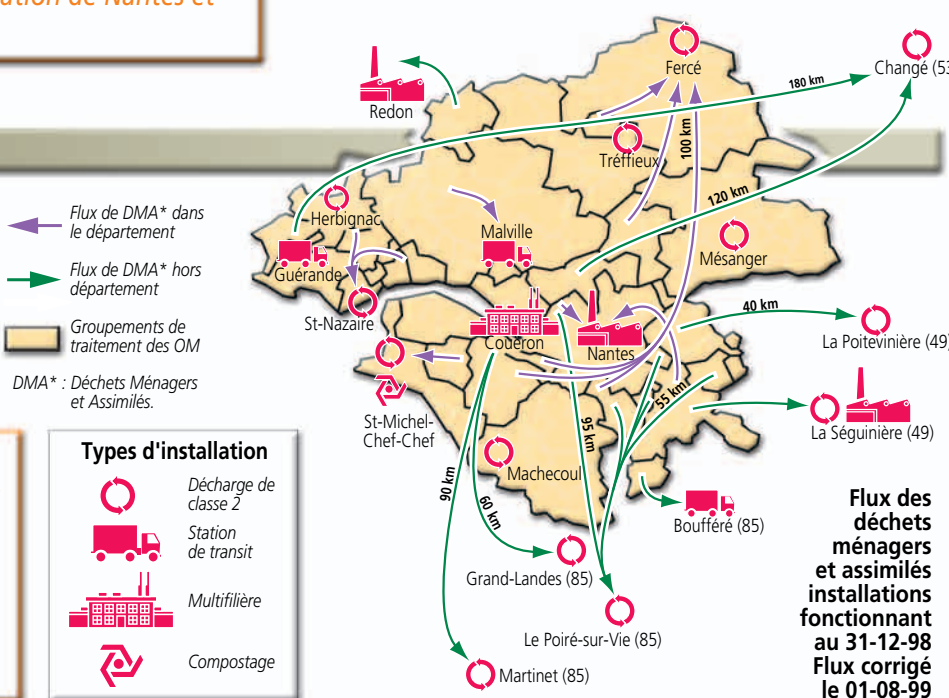 ation de Nantes et
Fercé
Changé (53
180 km
Redon
Tréffieux
100 km
120 km
Flux de DMA* dans
le département
Herbignac
Malville
Mésanger
Flux de DMA* hors
département
Guérande
40 km
St-Nazaire
Groupements de
traitement des OM
Couëron
Nantes
La Poitevinière (49)
DMA* : Déchets Ménagers
et Assimilés.
55 km
St-Michel-
Chef-Chef
La Séguinière (49)
95 km
Types d'installation
Machecoul
90 km
60 km
Décharge de
classe 2
Boufféré (85)
Station
de transit
Grand-Landes (85)
Multifilière
Le Poiré-sur-Vie (85)
Compostage
Martinet (85)
Flux des
déchets
ménagers
et assimilés
installations
fonctionnant
au 31-12-98
Flux corrigé
le 01-08-99